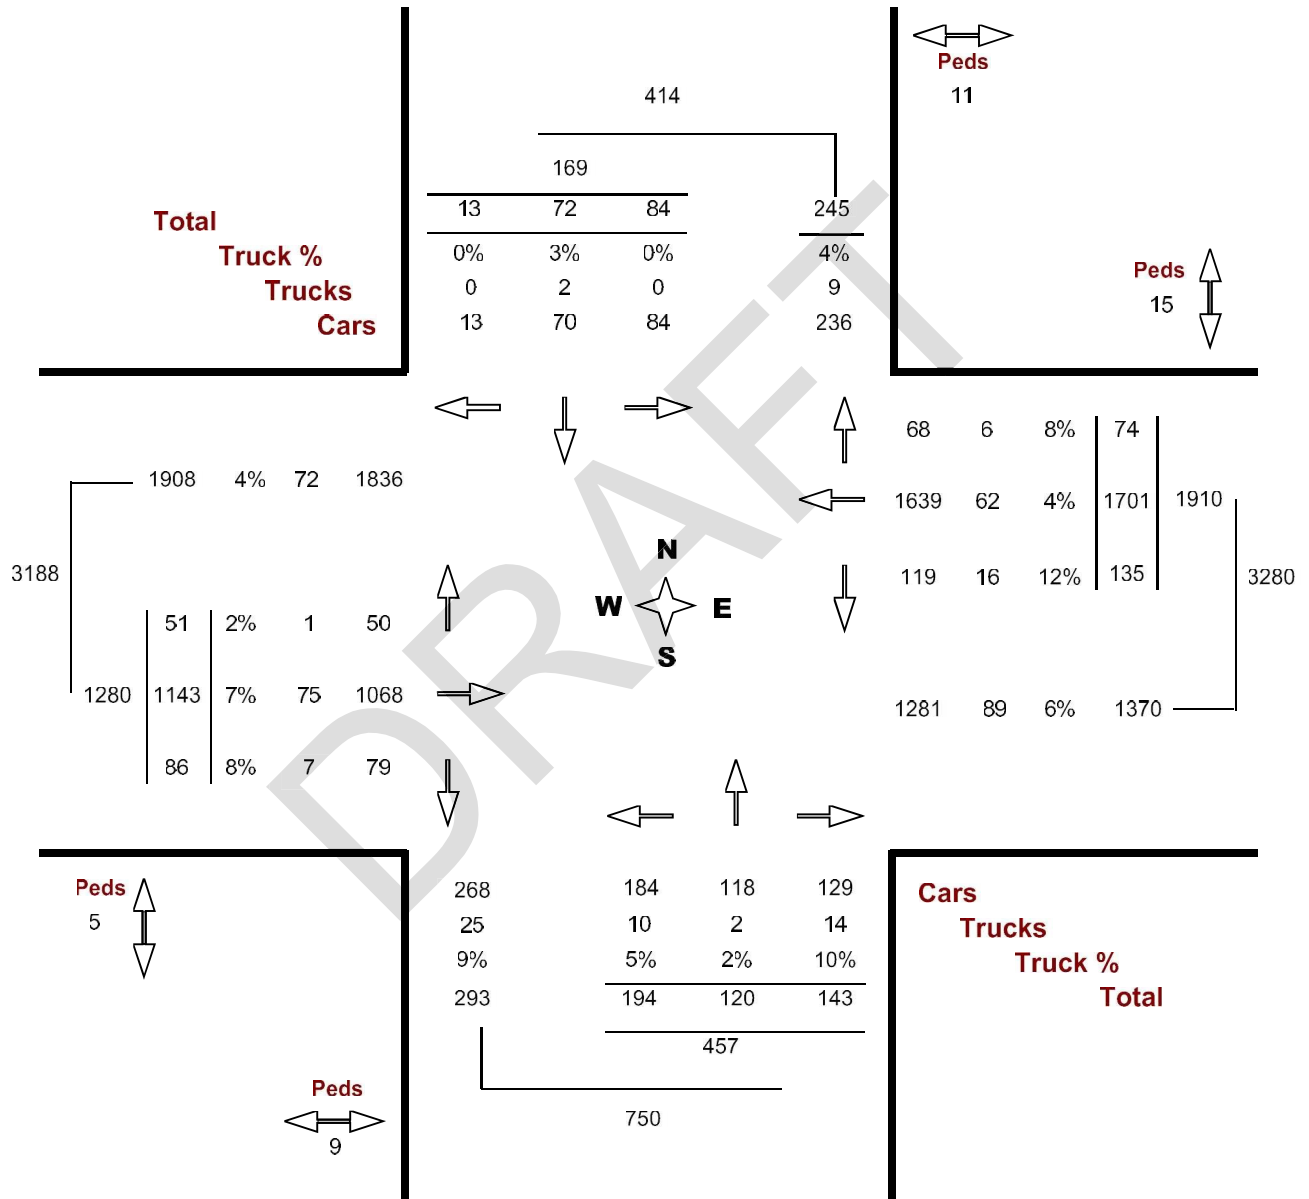 Peds
11
414
169
13 72 84 245
Total
0% 3% 0% 4%
Truck %
0 2 0 9
Trucks
13 70 84 236
Cars
Peds
15
68 6 8% 74
1908 4% 72 1836
1639 62 4% 1701 1910
N
3188
119 16 12% 135 3280
W E
51 2% 1 50
S
1280 1143 7% 75 1068
1281 89 6% 1370
86 8% 7 79
DRAFT
Peds
5
268 184 118 129
Cars
25 10 2 14
Trucks
9% 5% 2% 10%
Truck %
293 194 120 143
Total
457
Peds
9
750